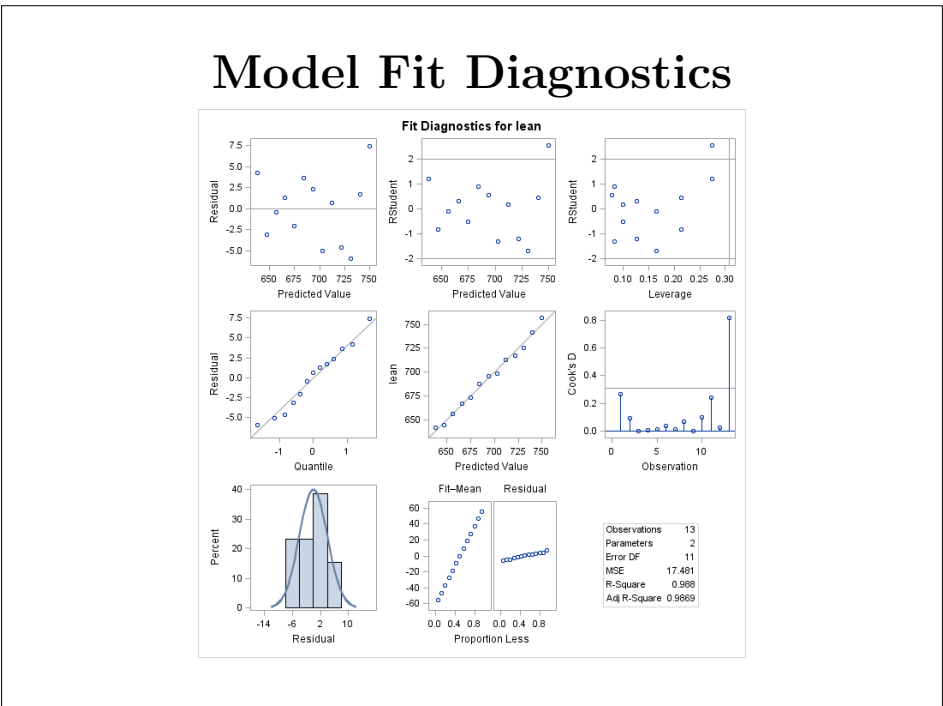 Model Fit Diagnostics
Fit Diagnostics for lean
7.5
5.0
2.5
0.0
-2.5
-5.0
Residual
650 675 700 725 750
Predicted Value
2
1
0
-1
-2
RStudent
650 675 700 725 750
Predicted Value
2
1
0
-1
-2
RStudent
0.10 0.15 0.20 0.25 0.30
Leverage
7.5
5.0
2.5
0.0
-2.5
-5.0
Residual
-1 0 1
Quantile
750
725
700
675
650
lean
650 675 700 725 750
Predicted Value
0.8
0.6
0.4
0.2
0.0
Cook's D
0 5 10
Observation
40
30
20
10
0
Percent
-14 -6 2 10
Residual
Fit–Mean Residual
60
40
20
0
-20
-40
-60
0.0 0.4 0.8 0.0 0.4 0.8
Proportion Less
Observations 13
Parameters 2
Error DF 11
MSE 17.481
R-Square 0.988
Adj R-Square 0.9869